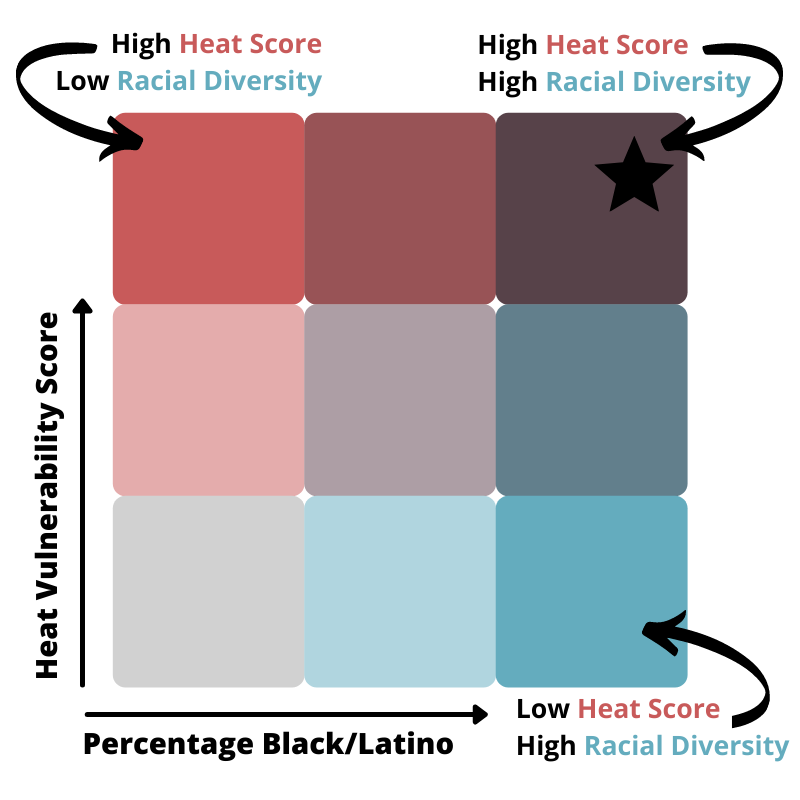 High Heat Score
Low Racial Diversity
High Heat Score
High Racial Diversity
Heat Vulnerability Score
Low Heat Score
High Racial Diversity
Percentage Black/Latino